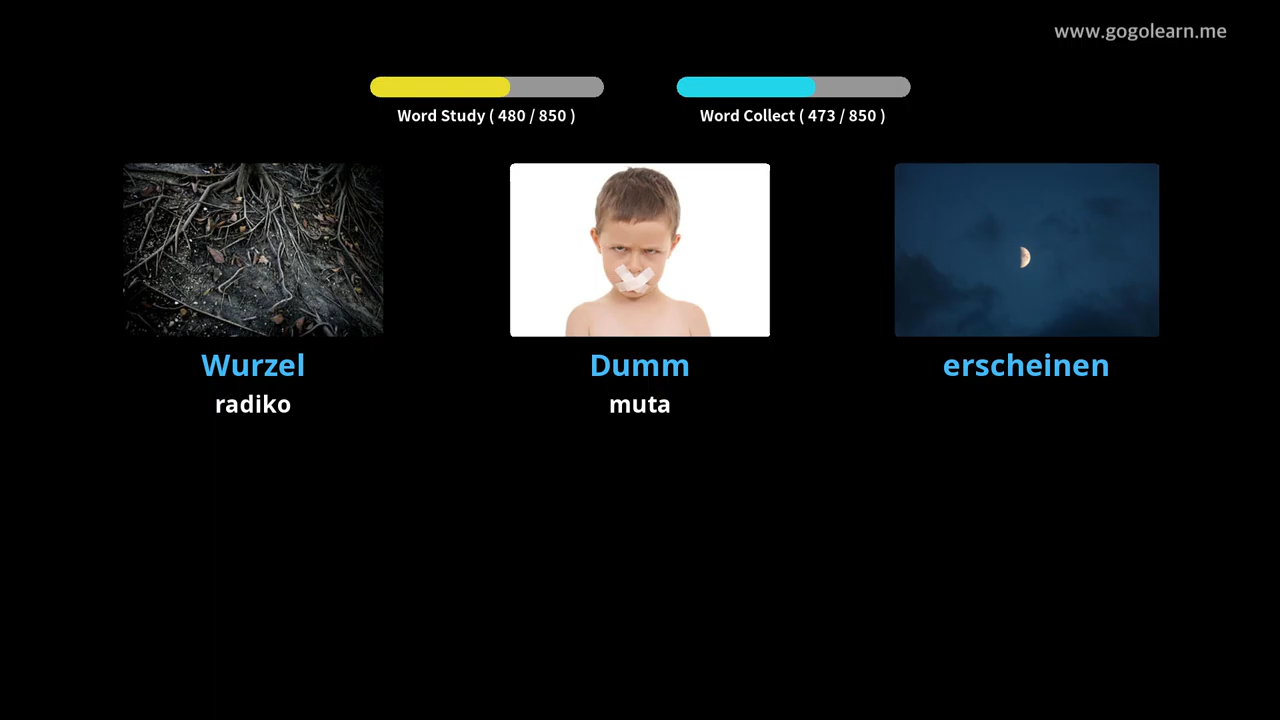 www.gogolearn.me
Word Study ( 480 / 850 )
Word Collect ( 473 / 850 )
Wurzel
radiko
Dumm
muta
erscheinen